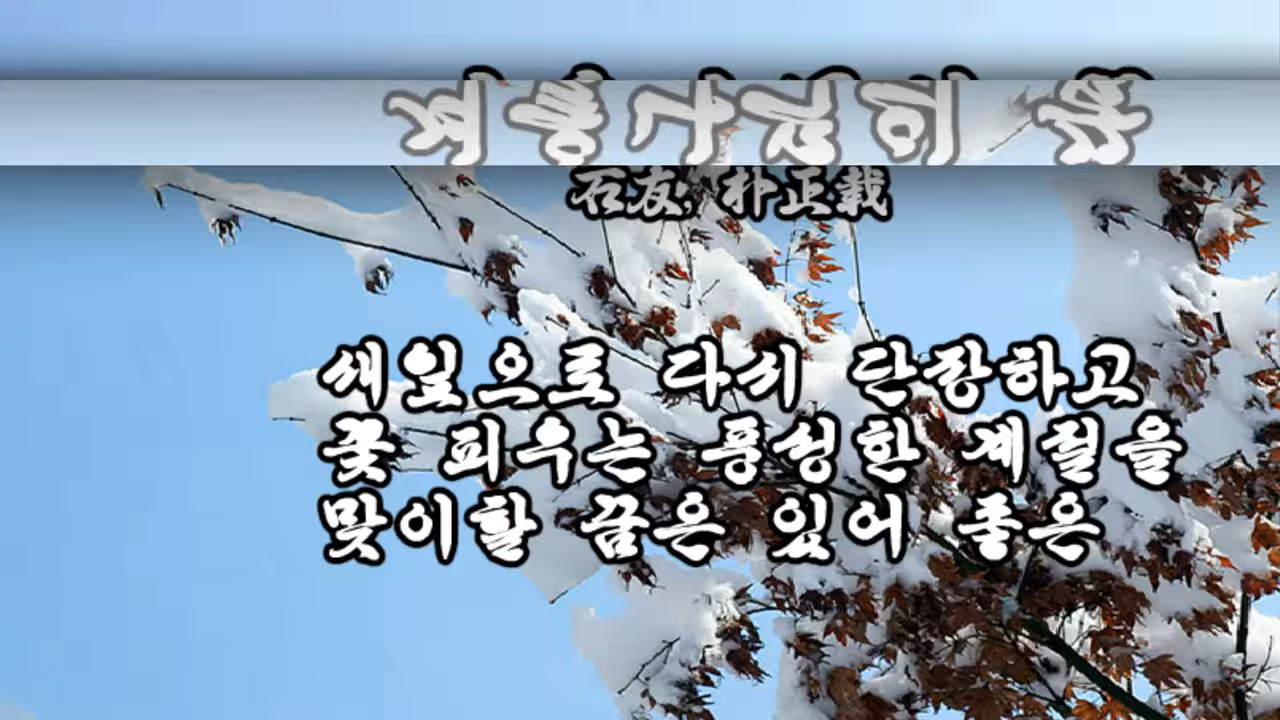 石友, 朴正載
새잎으로 다시 단장하고
꽃 피우는 풍성한 계절을
맞이할 꿈은 있어 좋은